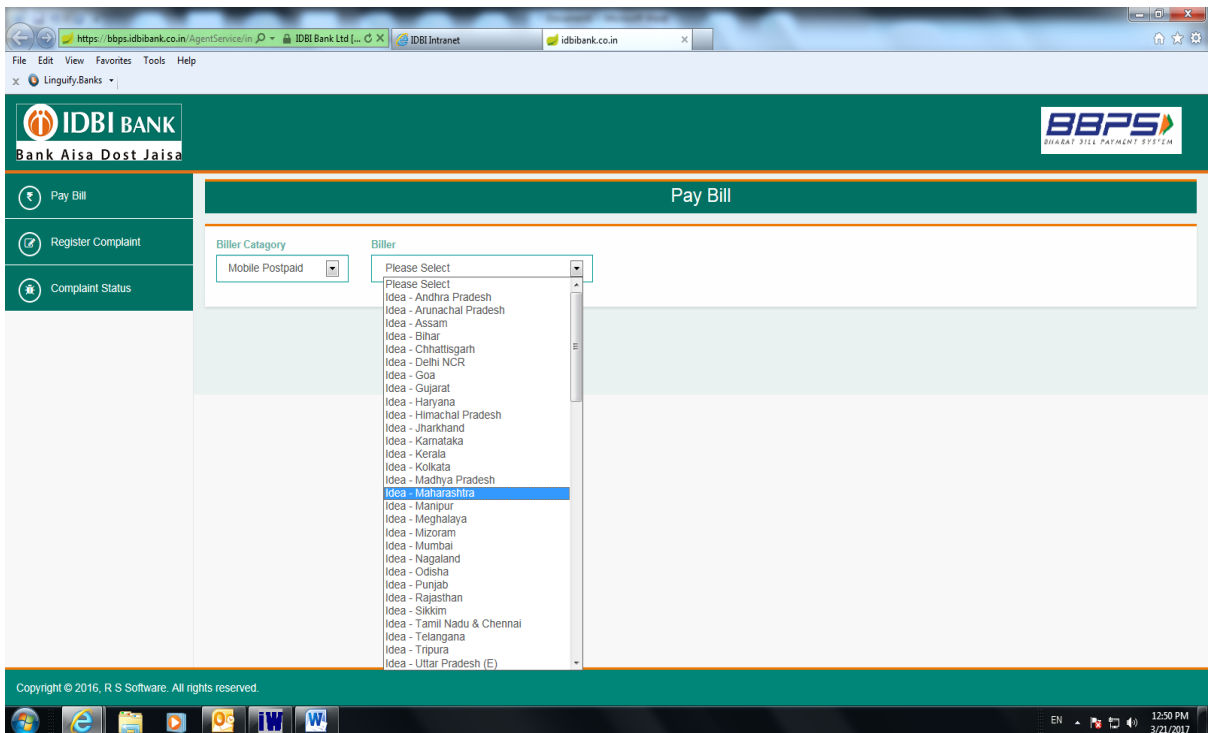 https://bbps.idbibank.co.in/AgentService/in
IDBI Bank Ltd [...
IDBI Intranet
idbibank.co.in
File Edit View Favorites Tools Help
Linguify.Banks
IDBI BANK
Bank Aisa Dost Jaisa
BBPS
BHARAT BILL PAYMENT SYSTEM
Pay Bill
Register Complaint
Complaint Status
Pay Bill
Biller Catagory
Biller
Mobile Postpaid
Please Select
Please Select
Idea - Andhra Pradesh
Idea - Arunachal Pradesh
Idea - Assam
Idea - Bihar
Idea - Chhattisgarh
Idea - Delhi NCR
Idea - Goa
Idea - Gujarat
Idea - Haryana
Idea - Himachal Pradesh
Idea - Jharkhand
Idea - Karnataka
Idea - Kerala
Idea - Kolkata
Idea - Madhya Pradesh
Idea - Maharashtra
Idea - Manipur
Idea - Meghalaya
Idea - Mizoram
Idea - Mumbai
Idea - Nagaland
Idea - Odisha
Idea - Punjab
Idea - Rajasthan
Idea - Sikkim
Idea - Tamil Nadu & Chennai
Idea - Telangana
Idea - Tripura
Idea - Uttar Pradesh (E)
Copyright © 2016, R S Software. All rights reserved.
EN
12:50 PM
3/21/2017